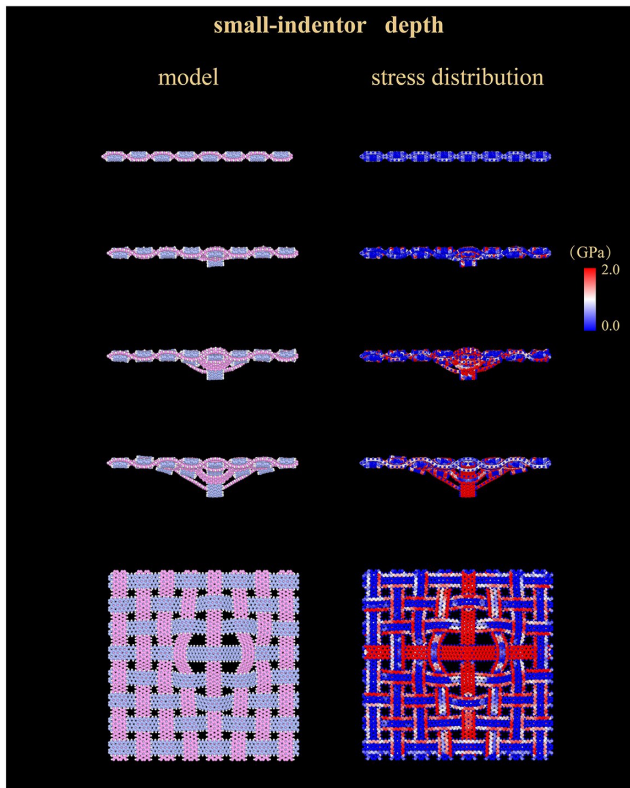 small-indentor depth
model stress distribution
(GPa)
2.0
0.0